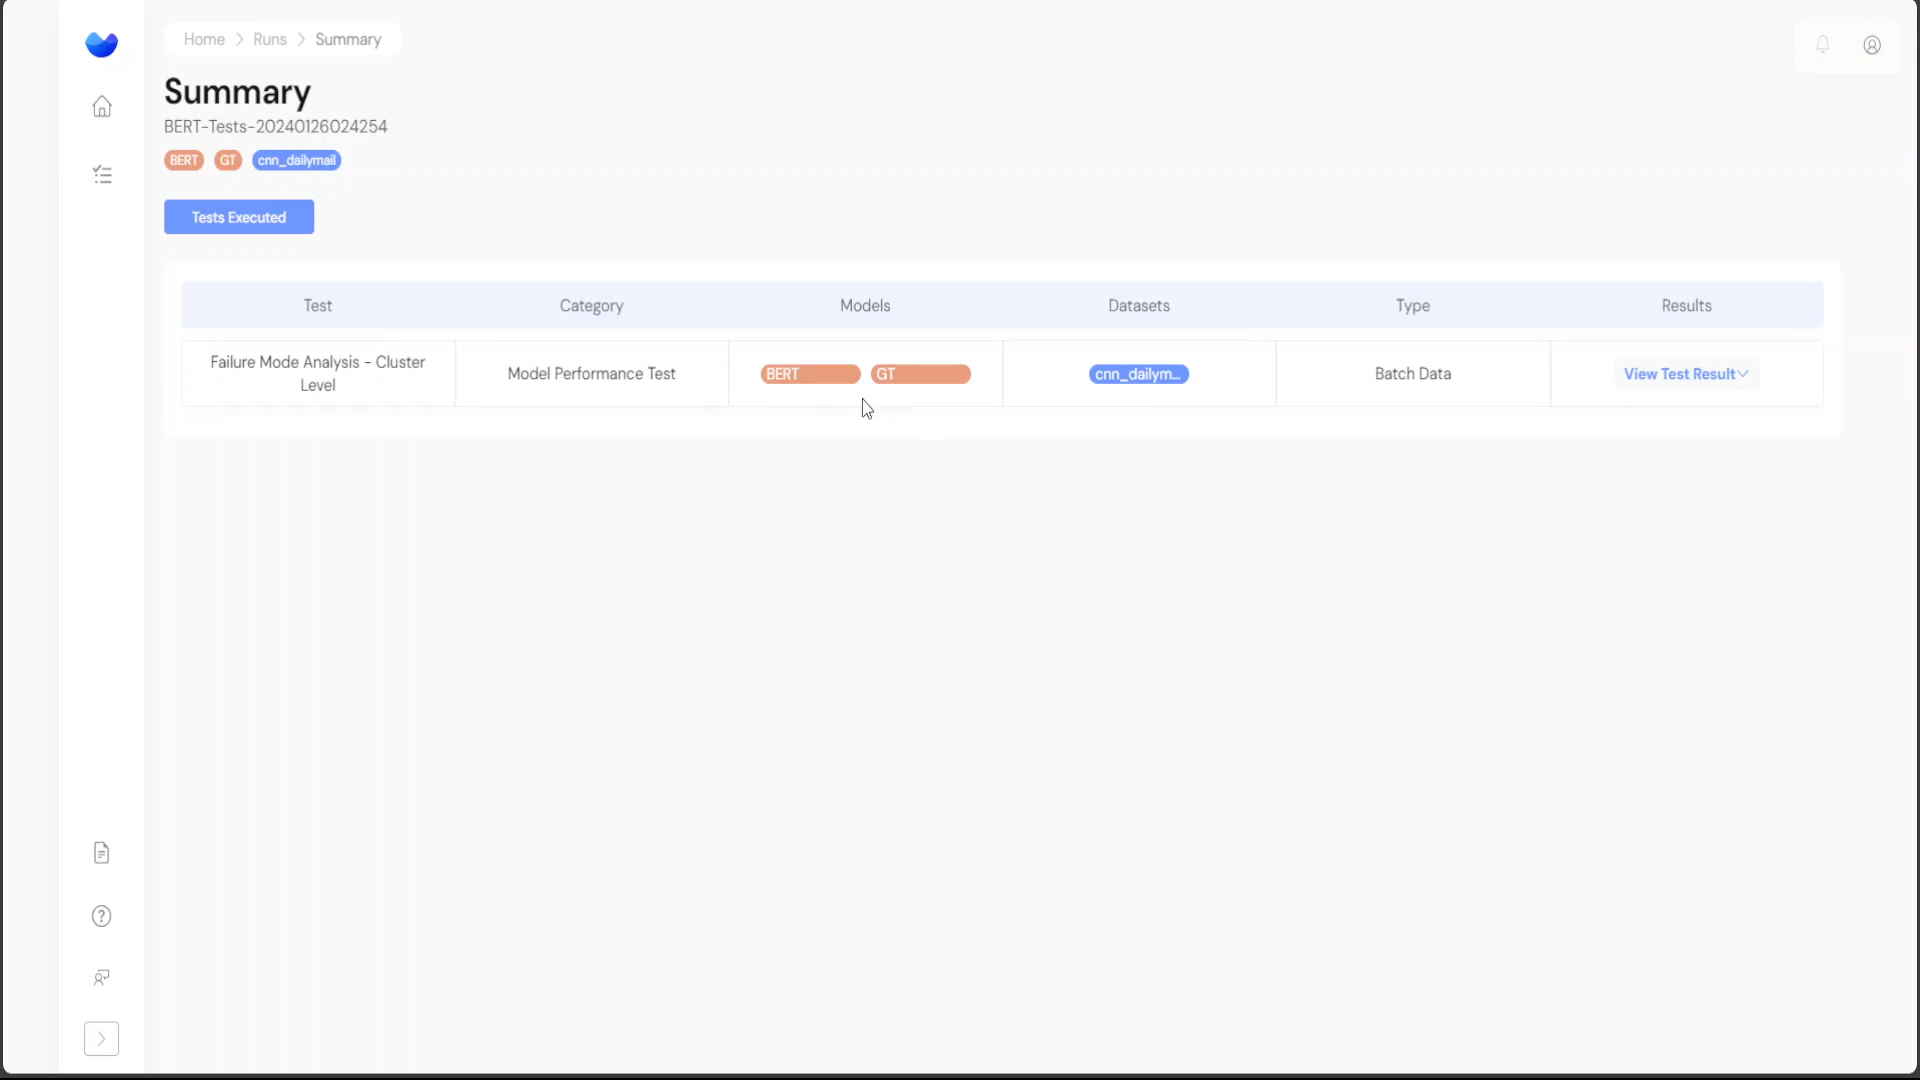 Home > Runs > Summary
Summary
BERT-Tests-20240126024254
BERT GT cnn_dailymail
Tests Executed
Test Category Models Datasets Type Results
Failure Mode Analysis - Cluster
Level
Model Performance Test
BERT GT
cnn_dailym...
Batch Data
View Test Result